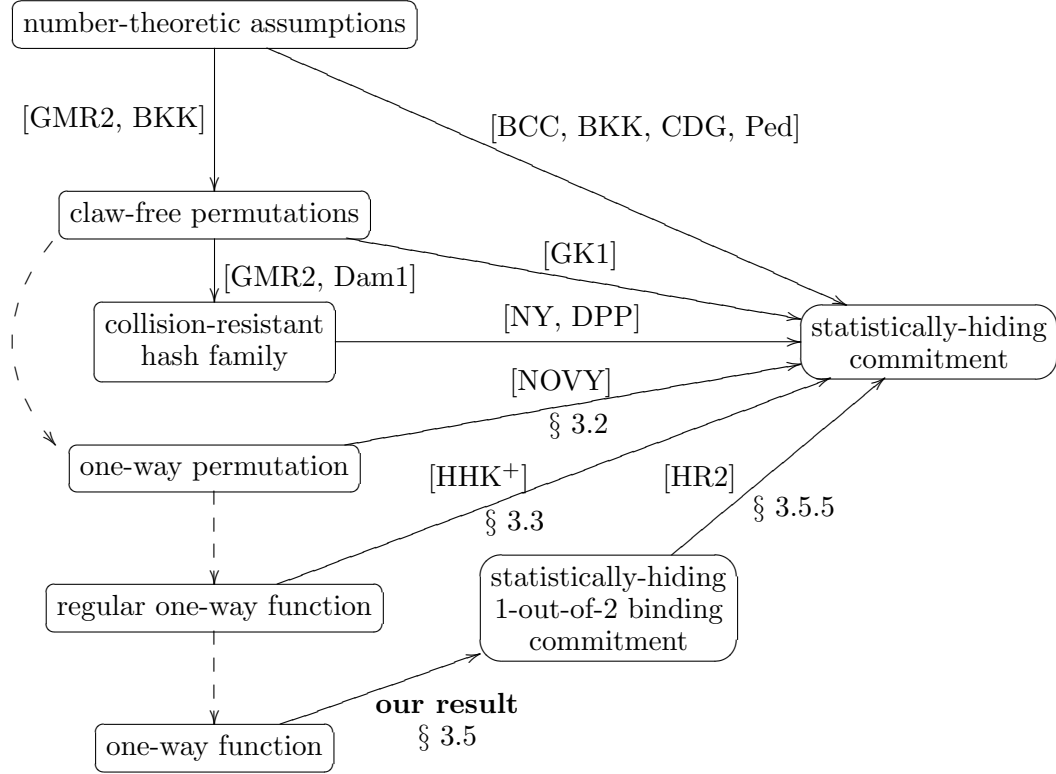 number-theoretic assumptions
[GMR2, BKK]
[BCC, BKK, CDG, Ped]
claw-free permutations
[GK1]
[GMR2, Dam1]
collision-resistant
hash family
[NY, DPP]
statistically-hiding
commitment
[NOVY]
§ 3.2
one-way permutation
[HHK⁺]
§ 3.3
[HR2]
§ 3.5.5
regular one-way function
statistically-hiding
1-out-of-2 binding
commitment
our result
§ 3.5
one-way function